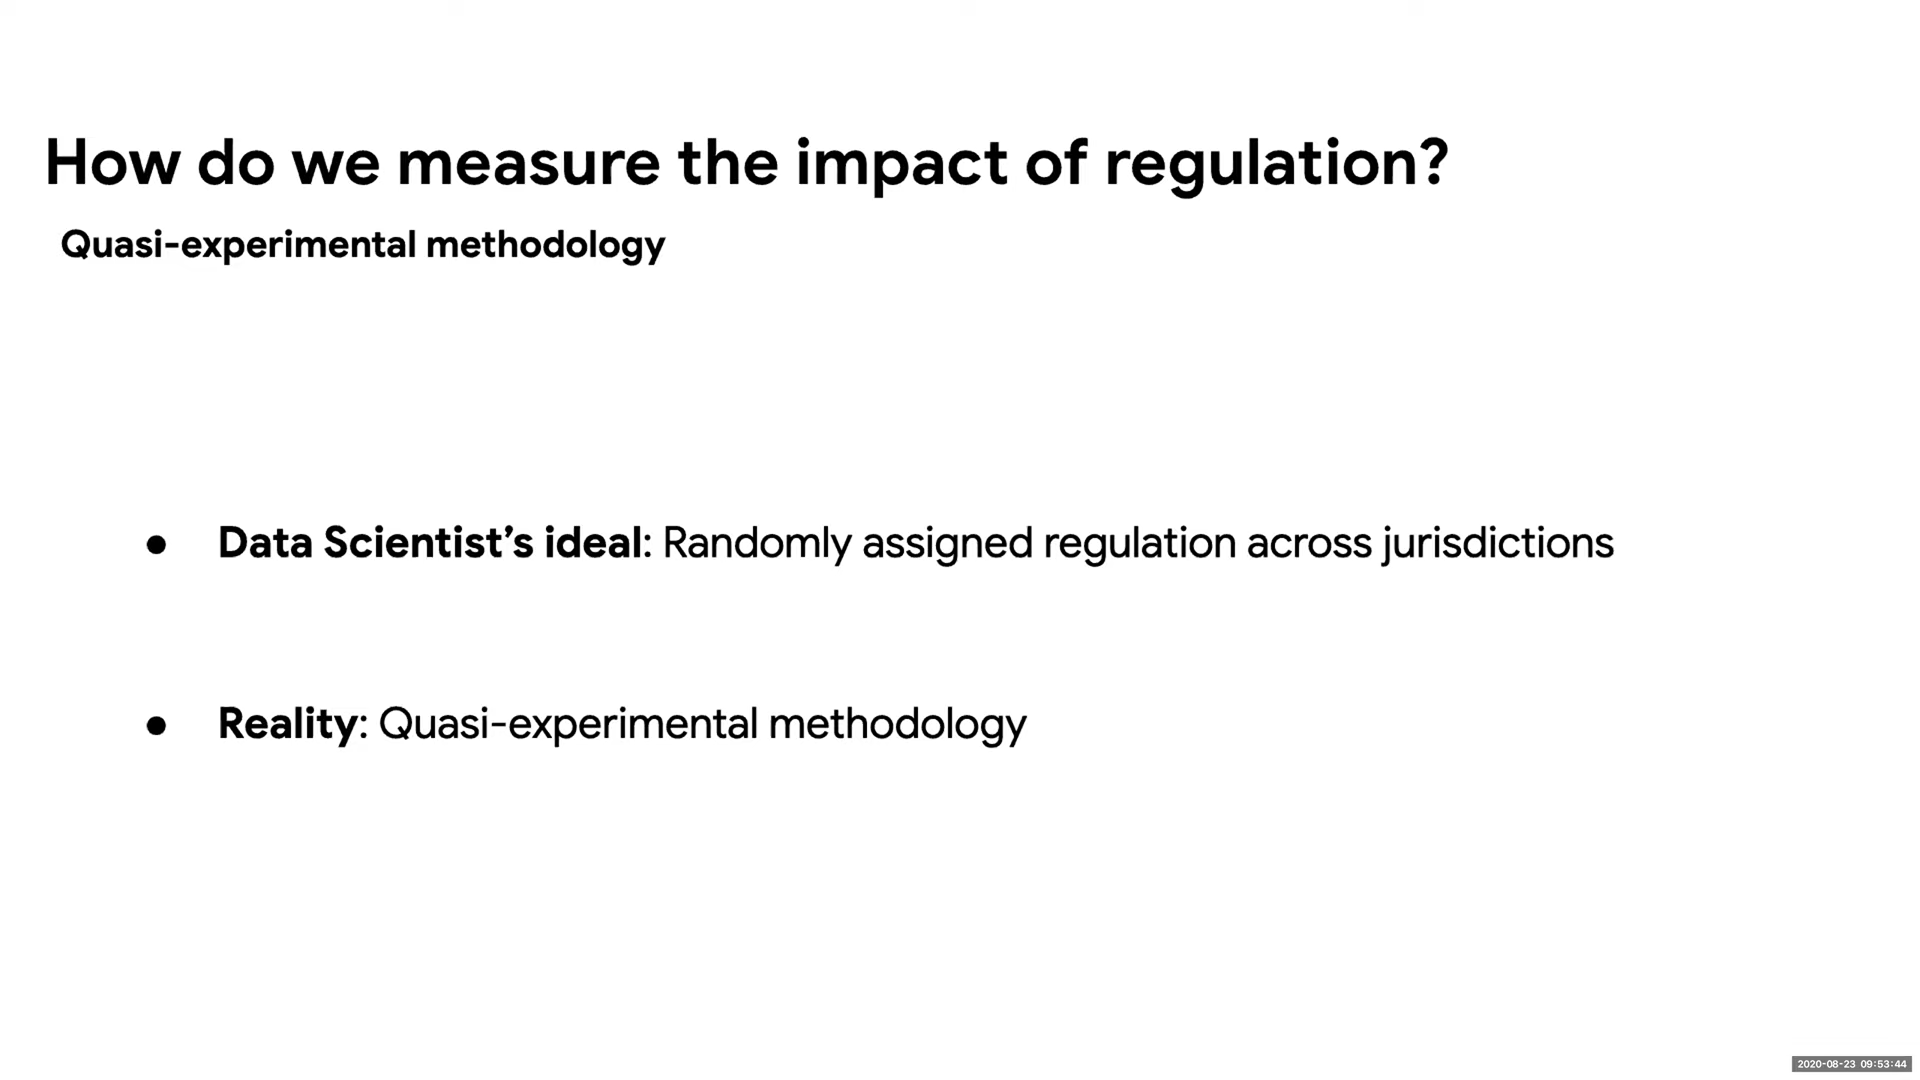 How do we measure the impact of regulation?
Quasi-experimental methodology
● Data Scientist’s ideal: Randomly assigned regulation across jurisdictions
● Reality: Quasi-experimental methodology
2020-08-23 09:53:44